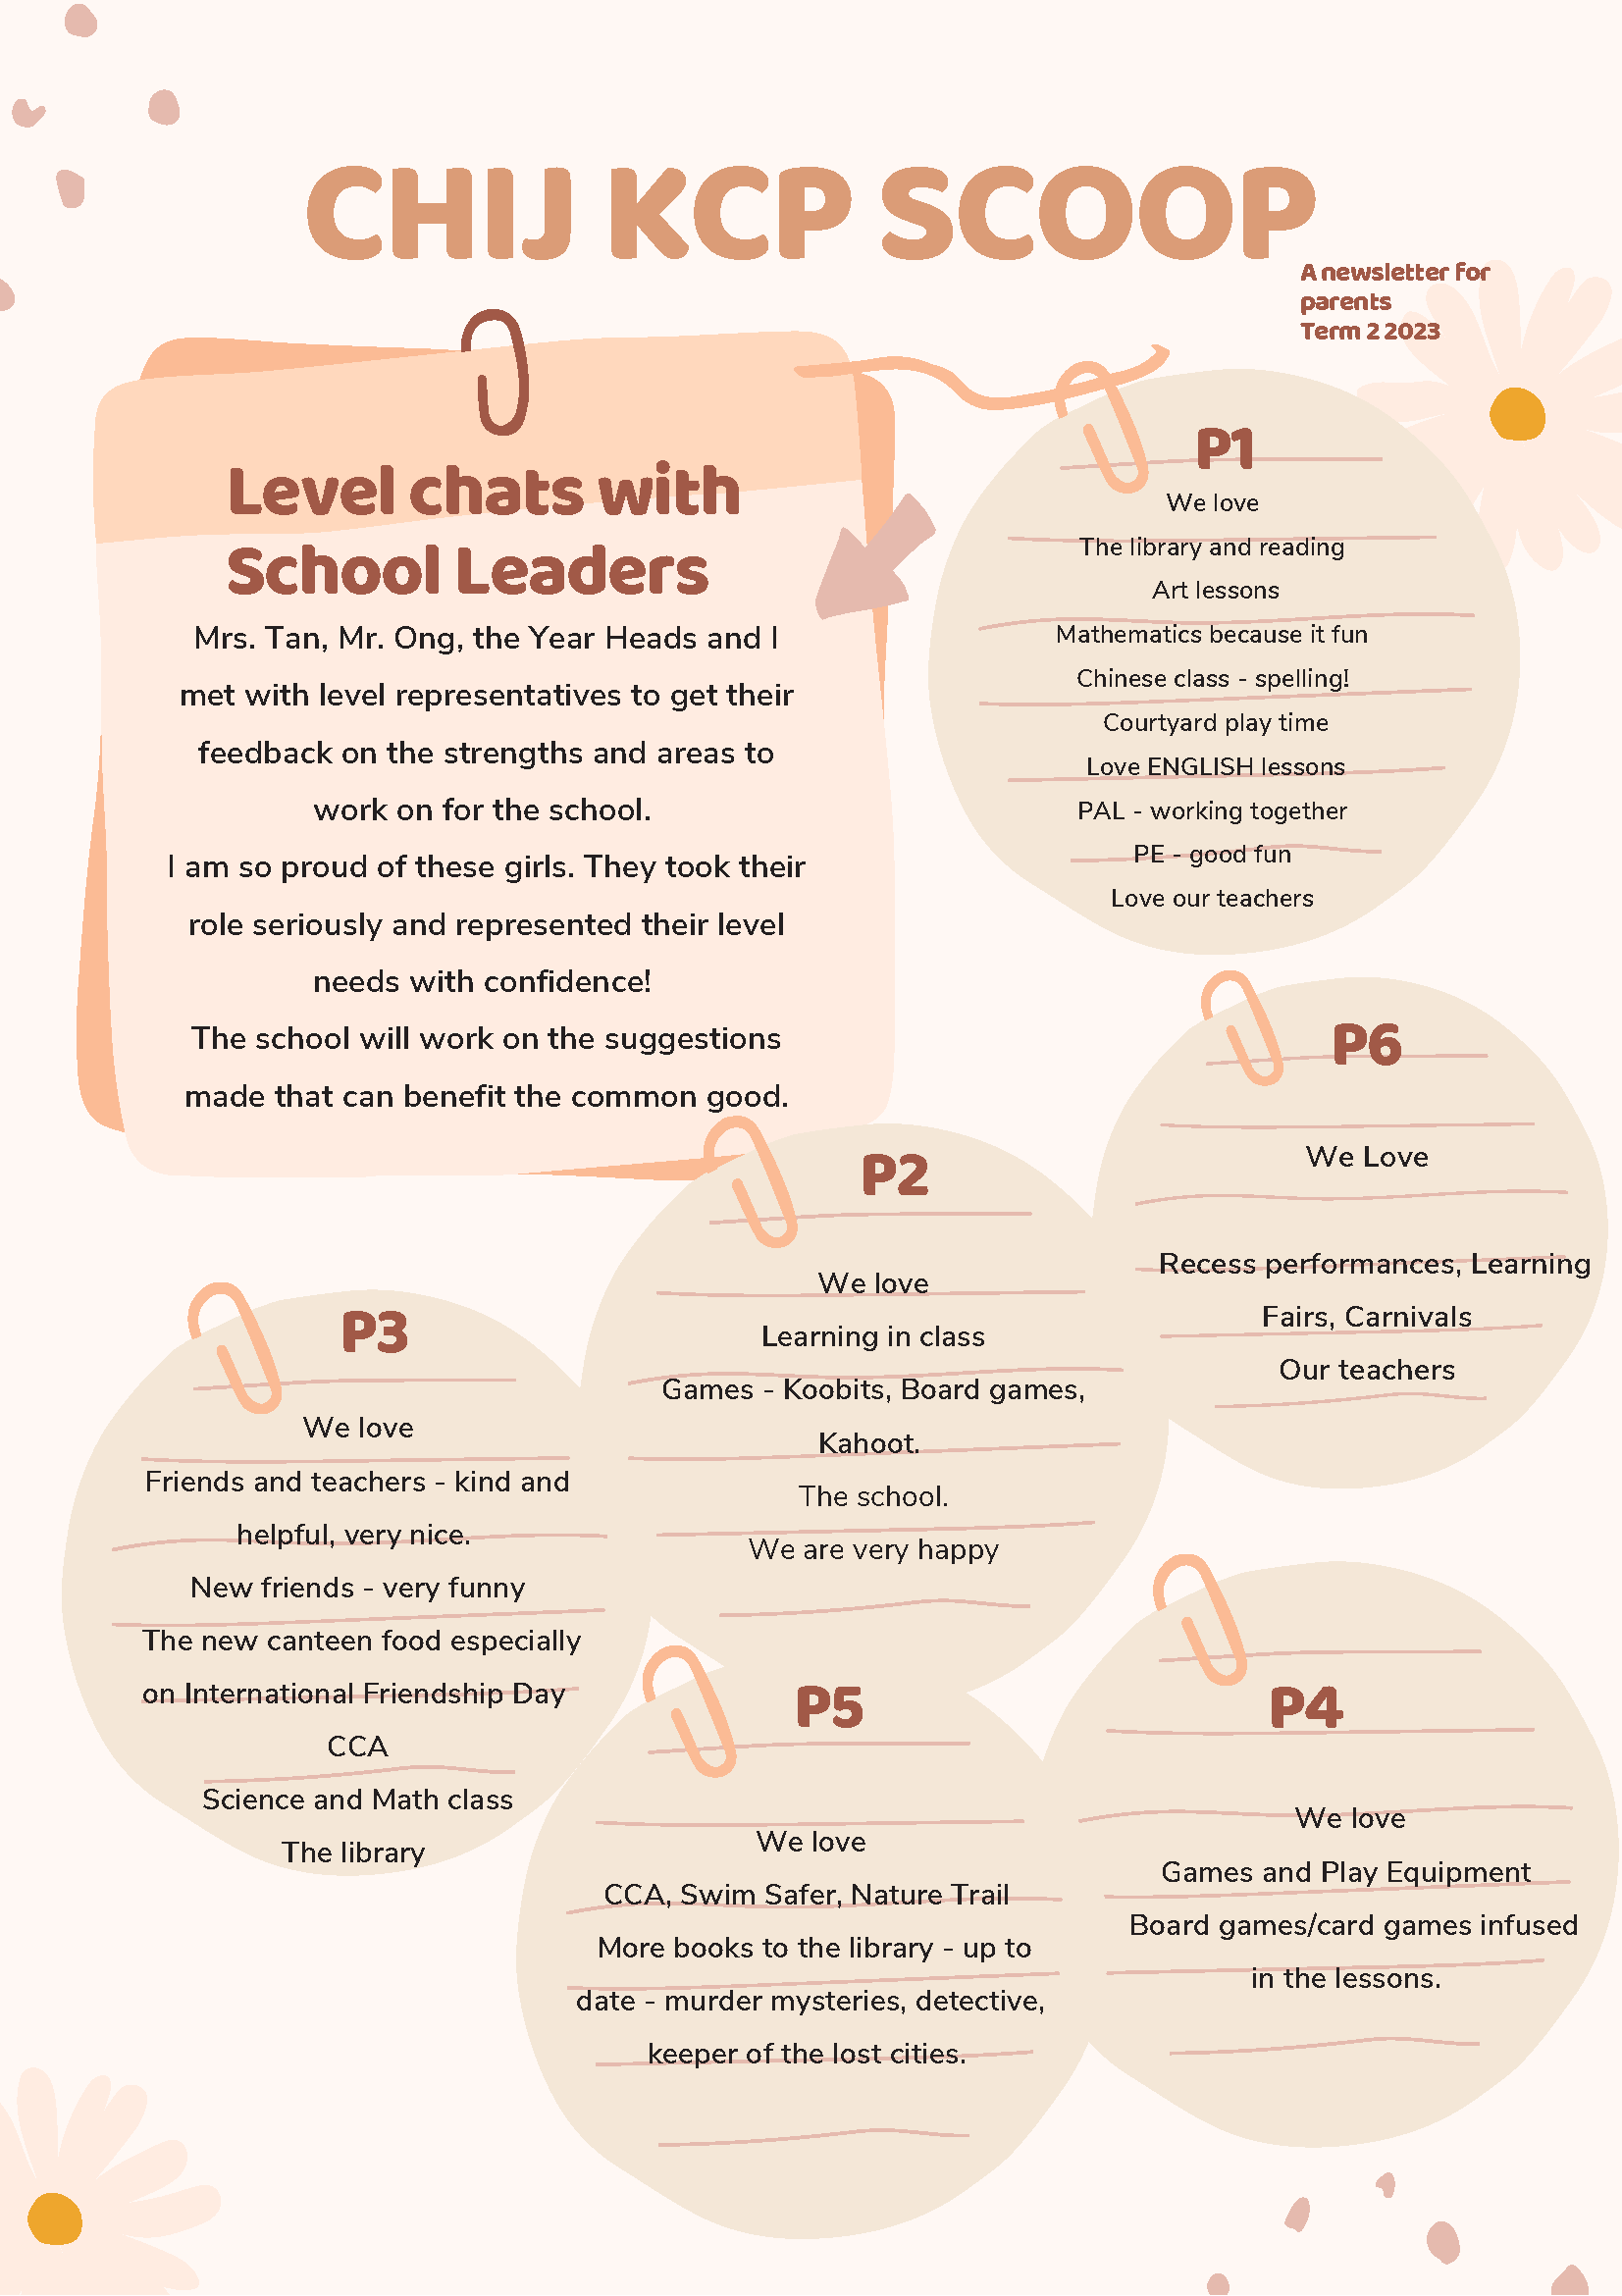 CHIJ KCP SCOOP
A newsletter for
parents
Term 2 2023
Level chats with
School Leaders
Mrs. Tan, Mr. Ong, the Year Heads and I
met with level representatives to get their
feedback on the strengths and areas to
work on for the school.
I am so proud of these girls. They took their
role seriously and represented their level
needs with confidence!
The school will work on the suggestions
made that can benefit the common good.
P1
We love
The library and reading
Art lessons
Mathematics because it fun
Chinese class - spelling!
Courtyard play time
Love ENGLISH lessons
PAL - working together
PE - good fun
Love our teachers
P6
We Love
Recess performances, Learning
Fairs, Carnivals
Our teachers
P2
We love
Learning in class
Games - Koobits, Board games,
Kahoot.
The school.
We are very happy
P3
We love
Friends and teachers - kind and
helpful, very nice.
New friends - very funny
The new canteen food especially
on International Friendship Day
CCA
Science and Math class
The library
P5
We love
CCA, Swim Safer, Nature Trail
More books to the library - up to
date - murder mysteries, detective,
keeper of the lost cities.
P4
We love
Games and Play Equipment
Board games/card games infused
in the lessons.